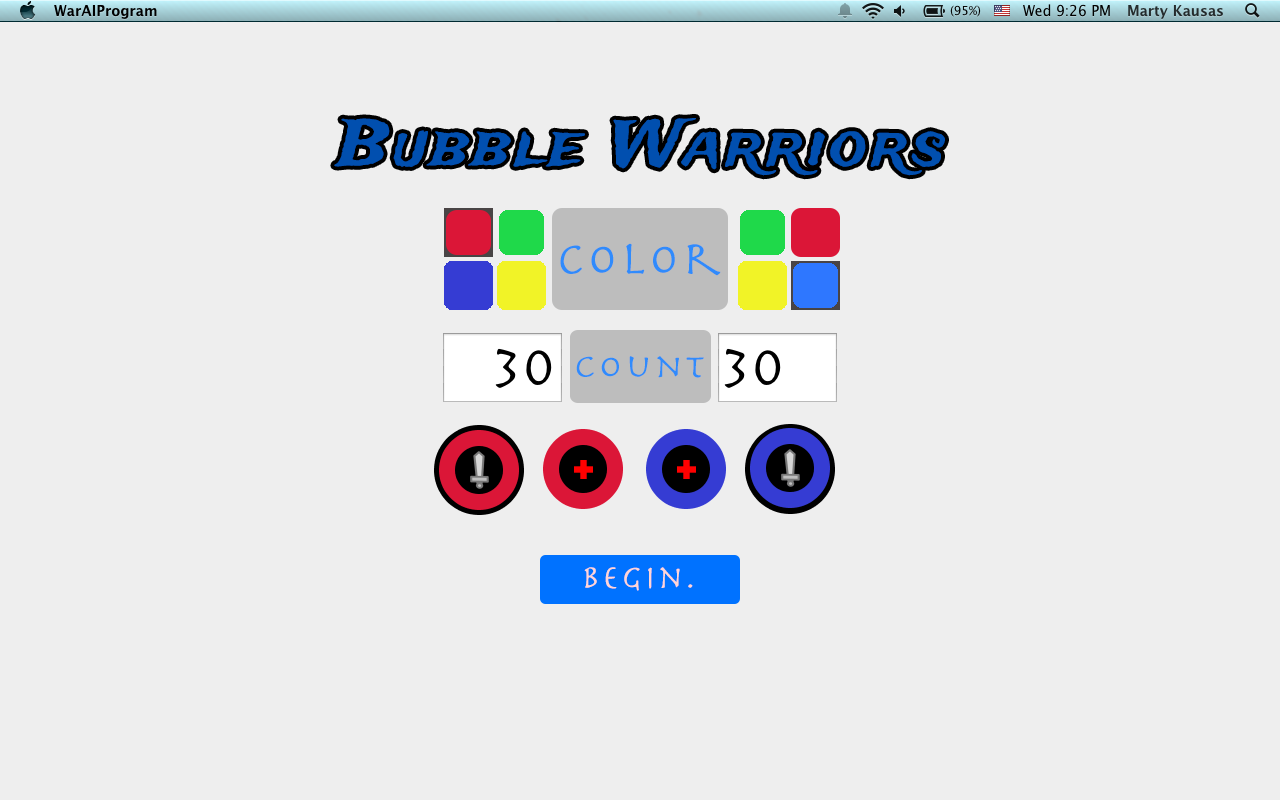 WarAIProgram (95%) Wed 9:26 PM Marty Kausas
Bubble Warriors
COLOR
30 COUNT 30
BEGIN.